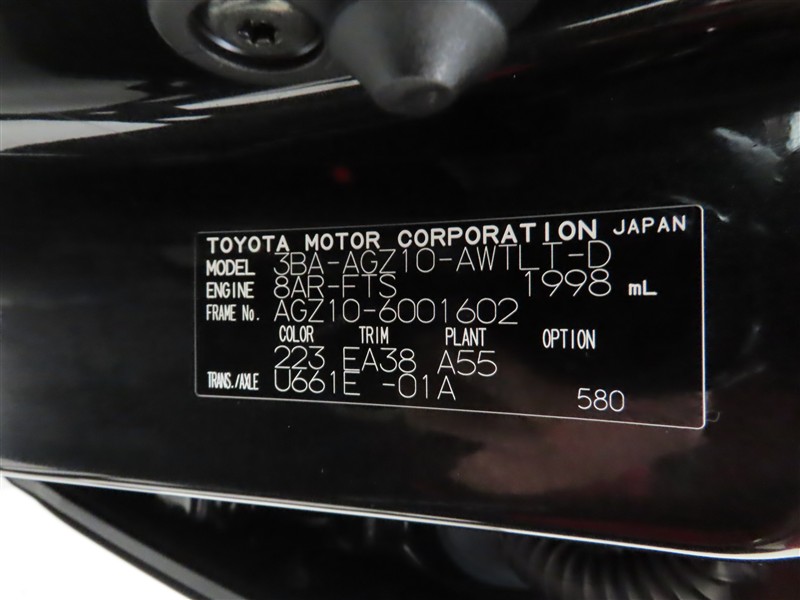 TOYOTA MOTOR CORPORATION JAPAN
MODEL 3BA-AGZ10-AWTLT-D
ENGINE 8AR-FTS 1998 mL
FRAME No. AGZ10-6001602
COLOR TRIM PLANT OPTION
223 EA38 A55
TRANS./AXLE U661E -01A
580